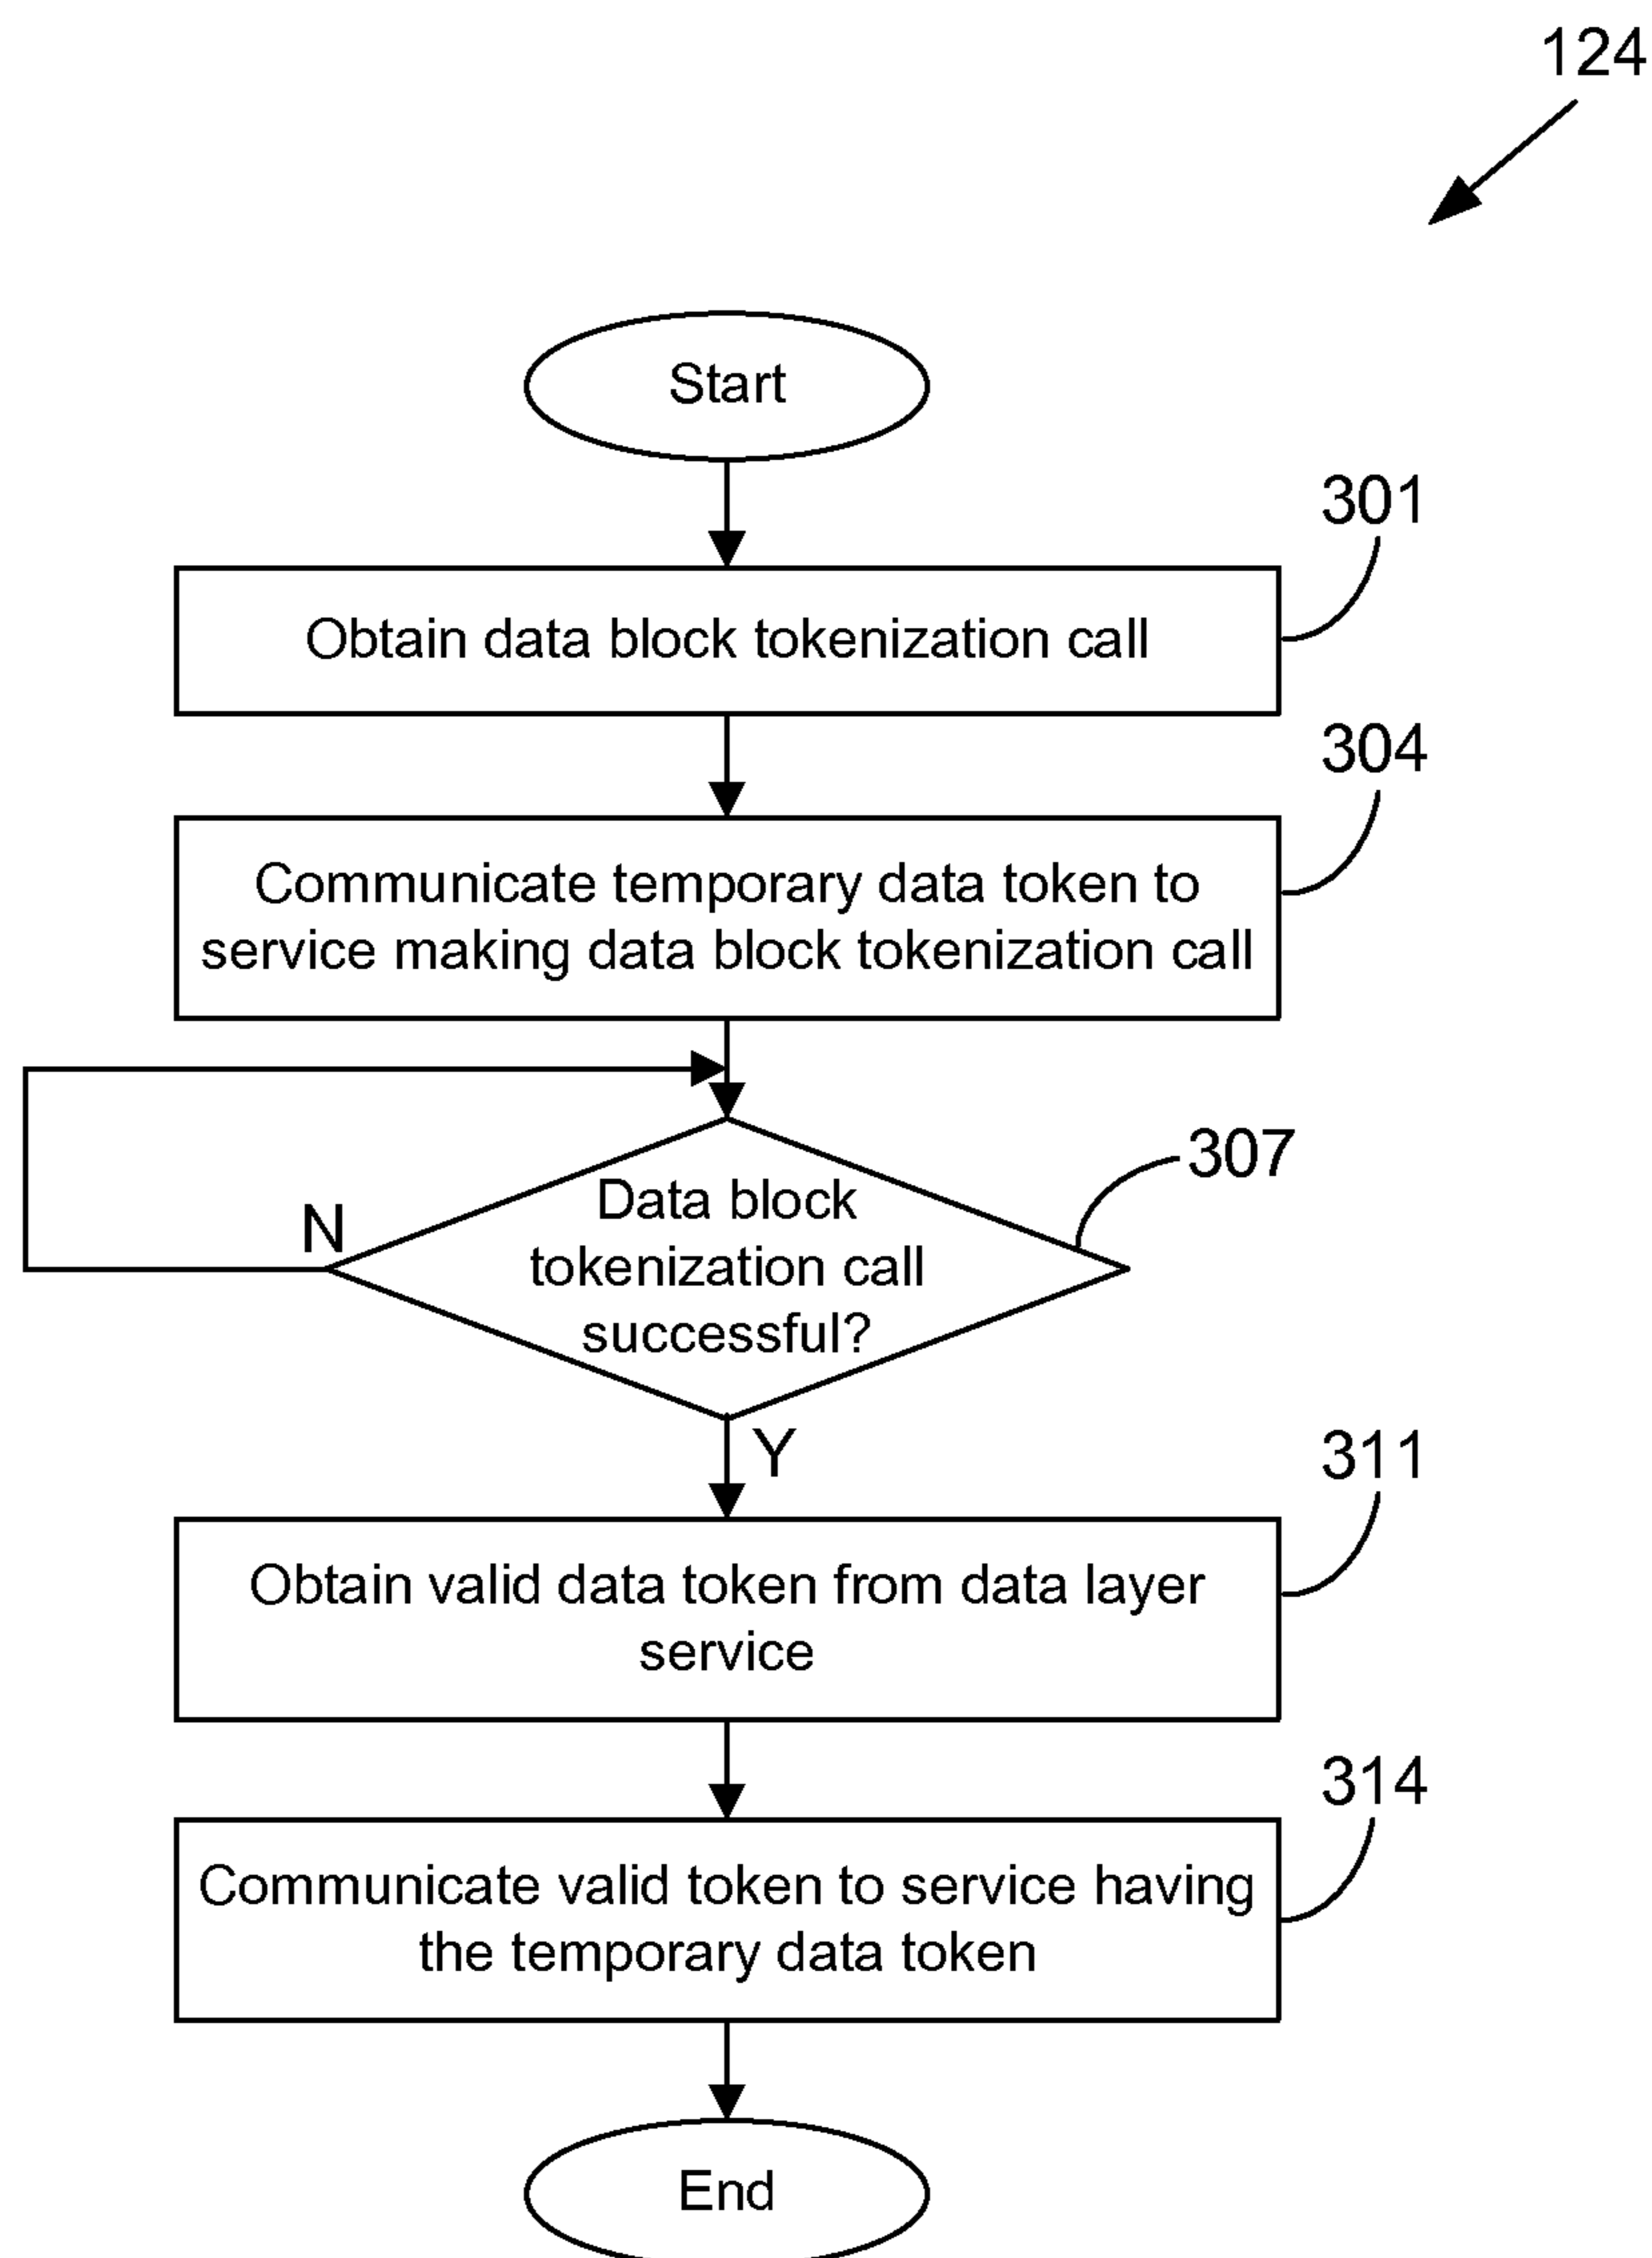 124
Start
301
Obtain data block tokenization call
304
Communicate temporary data token to
service making data block tokenization call
307
Data block
N
tokenization call
successful?
Y
311
Obtain valid data token from data layer
service
314
Communicate valid token to service having
the temporary data token
End